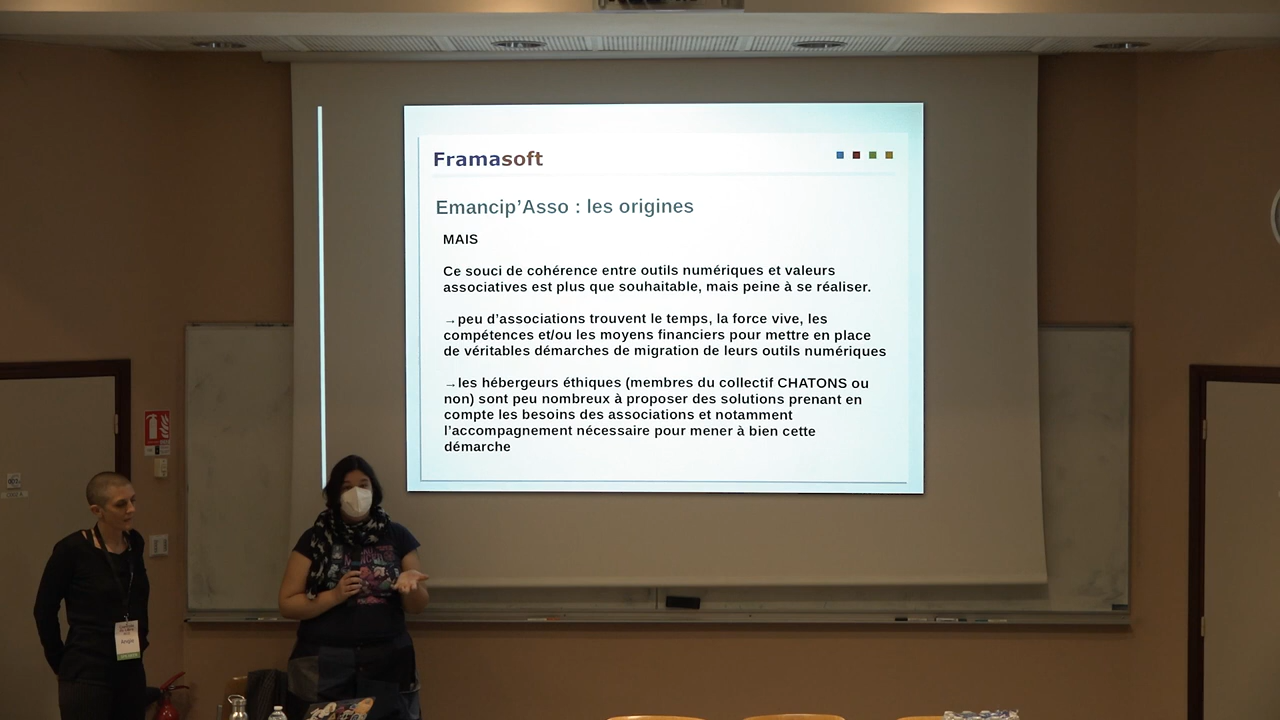 Framasoft
Emancip’Asso : les origines
MAIS
Ce souci de cohérence entre outils numériques et valeurs
associatives est plus que souhaitable, mais peine à se réaliser.
→peu d’associations trouvent le temps, la force vive, les
compétences et/ou les moyens financiers pour mettre en place
de véritables démarches de migration de leurs outils numériques
→les hébergeurs éthiques (membres du collectif CHATONS ou
non) sont peu nombreux à proposer des solutions prenant en
compte les besoins des associations et notamment
l’accompagnement nécessaire pour mener à bien cette
démarche
Angie